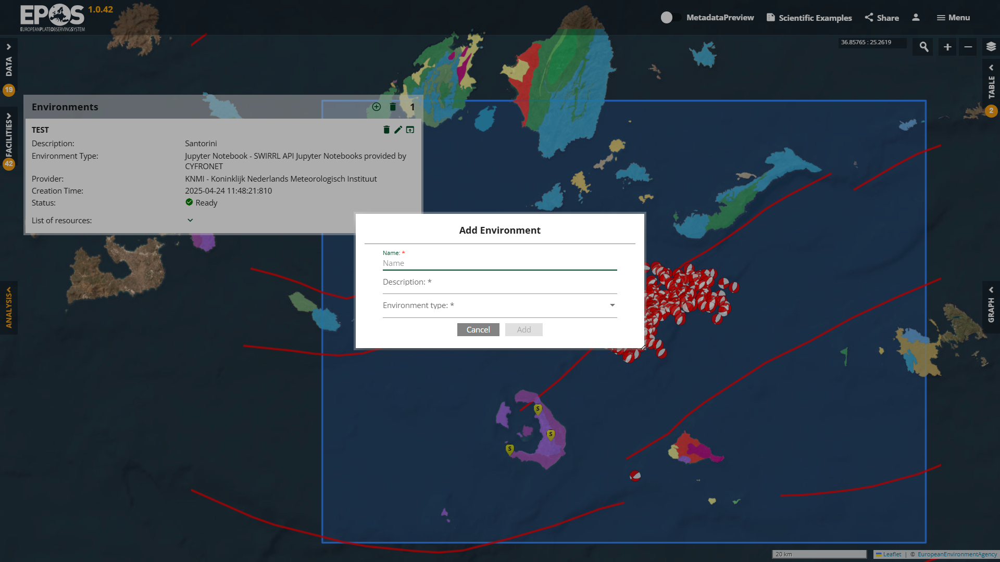 EPOS 1.0.42
EUROPEANPLATEOBSERVINGSYSTEM
MetadataPreview
Scientific Examples
Share
Menu
36.85765 : 25.2619
DATA
19
FACILITIES
42
ANALYSIS
TABLE
2
GRAPH
Environments
1
TEST
Description: Santorini
Environment Type: Jupyter Notebook - SWIRRL API Jupyter Notebooks provided by
CYFRONET
Provider: KNMI - Koninklijk Nederlands Meteorologisch Instituut
Creation Time: 2025-04-24 11:48:21:810
Status: Ready
List of resources:
Add Environment
Name: *
Name
Description: *
Environment type: *
Cancel Add
S
S
S
20 km
Leaflet | © EuropeanEnvironmentAgency